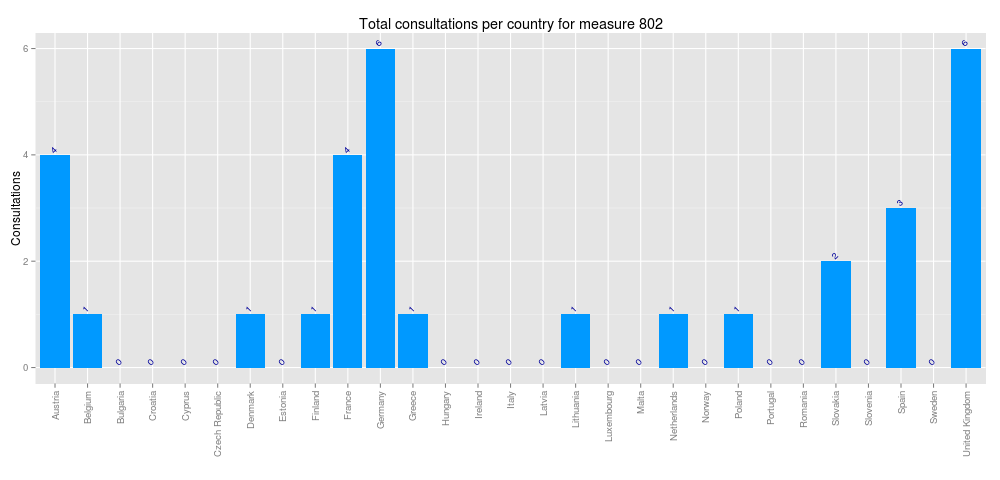 Total consultations per country for measure 802
Consultations
6
4
2
0
4
1
0
0
0
0
1
0
1
4
6
1
0
0
0
0
1
0
0
1
0
1
0
0
2
0
3
0
6
Austria
Belgium
Bulgaria
Croatia
Cyprus
Czech Republic
Denmark
Estonia
Finland
France
Germany
Greece
Hungary
Ireland
Italy
Latvia
Lithuania
Luxembourg
Malta
Netherlands
Norway
Poland
Portugal
Romania
Slovakia
Slovenia
Spain
Sweden
United Kingdom